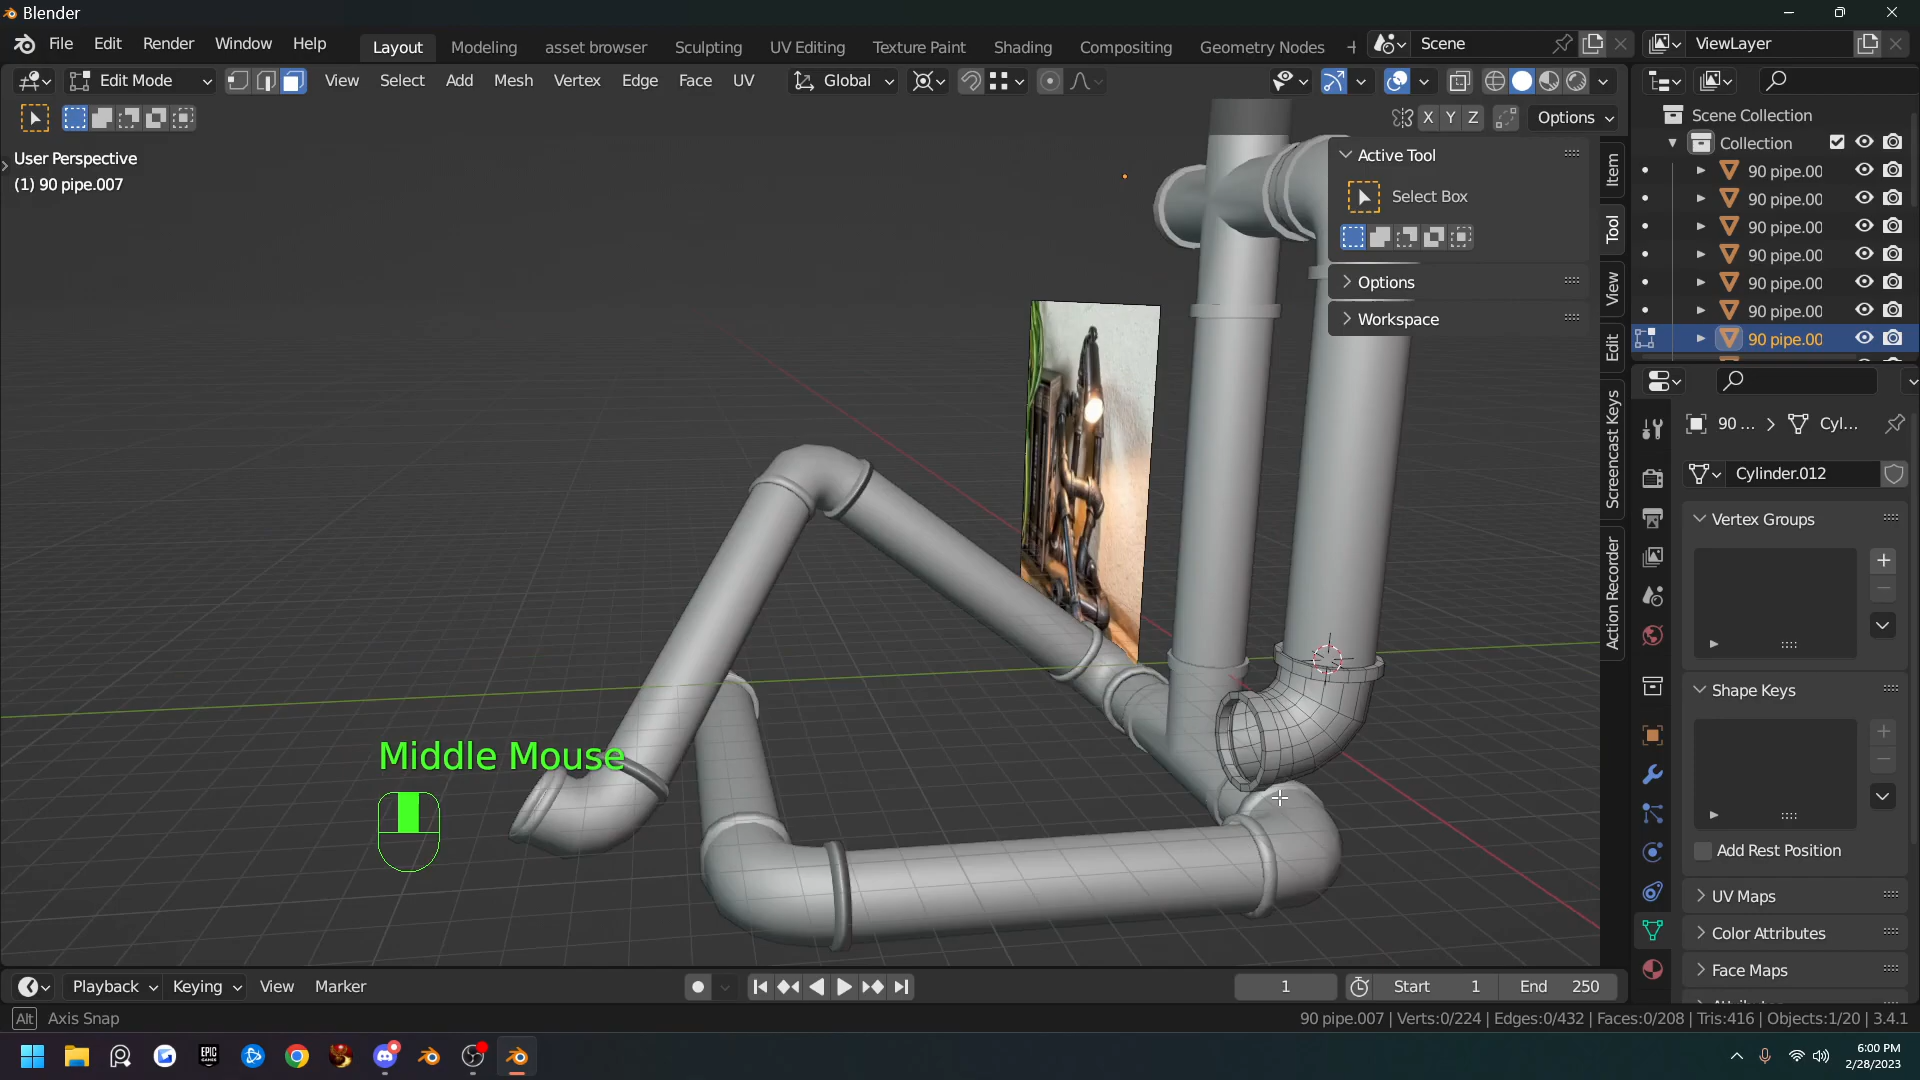 Blender
File Edit Render Window Help
Layout Modeling asset browser Sculpting UV Editing Texture Paint Shading Compositing Geometry Nodes
Scene
ViewLayer
Edit Mode
View Select Add Mesh Vertex Edge Face UV
Global
X Y Z
Options
User Perspective
(1) 90 pipe.007
Active Tool
Select Box
Options
Workspace
Item
Tool
View
Edit
Screencast Keys
Action Recorder
Scene Collection
Collection
90 pipe.00
90 pipe.00
90 pipe.00
90 pipe.00
90 pipe.00
90 pipe.00
90 pipe.00
90 ... > Cyl...
Cylinder.012
Vertex Groups
Shape Keys
Add Rest Position
UV Maps
Color Attributes
Face Maps
Middle Mouse
Playback Keying View Marker
1
Start 1
End 250
Alt Axis Snap
90 pipe.007 | Verts:0/224 | Edges:0/432 | Faces:0/208 | Tris:416 | Objects:1/20 | 3.4.1
EPIC
6:00 PM
2/28/2023